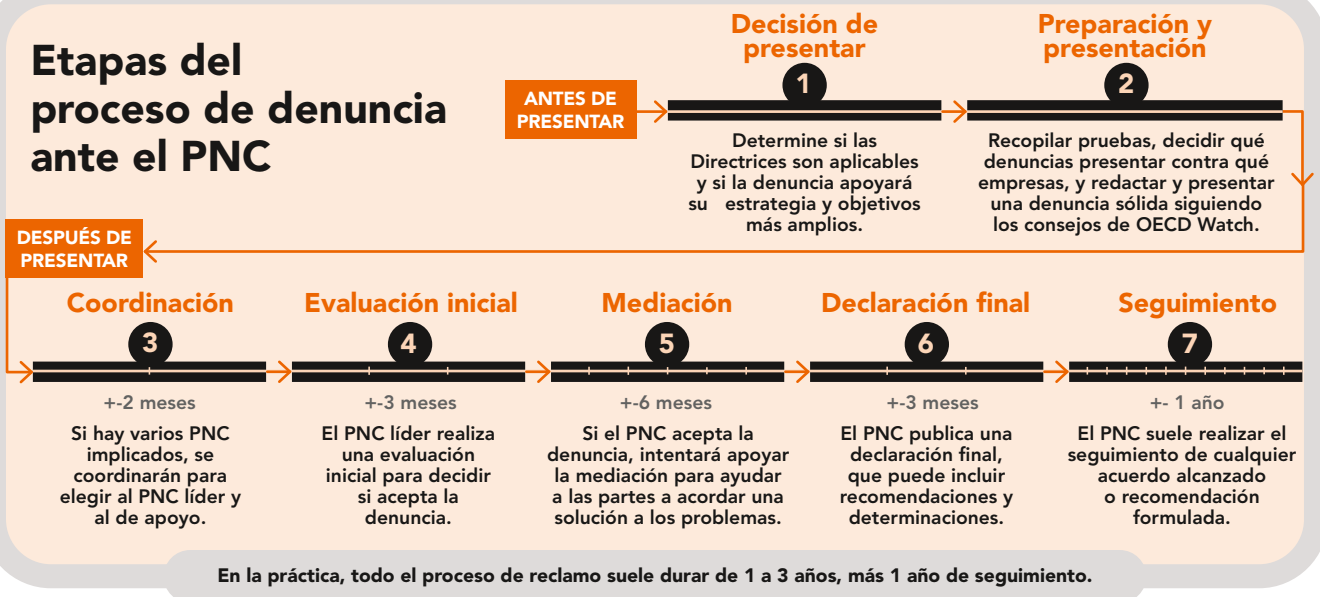 Etapas del
proceso de denuncia
ante el PNC
ANTES DE
PRESENTAR
Decisión de
presentar
1
Determine si las
Directrices son aplicables
y si la denuncia apoyará
su estrategia y objetivos
más amplios.
Preparación y
presentación
2
Recopilar pruebas, decidir qué
denuncias presentar contra qué
empresas, y redactar y presentar
una denuncia sólida siguiendo
los consejos de OECD Watch.
DESPUÉS DE
PRESENTAR
Coordinación
3
+-2 meses
Si hay varios PNC
implicados, se
coordinarán para
elegir al PNC líder y
al de apoyo.
Evaluación inicial
4
+-3 meses
El PNC líder realiza
una evaluación
inicial para decidir
si acepta la
denuncia.
Mediación
5
+-6 meses
Si el PNC acepta la
denuncia, intentará apoyar
la mediación para ayudar
a las partes a acordar una
solución a los problemas.
Declaración final
6
+-3 meses
El PNC publica una
declaración final,
que puede incluir
recomendaciones y
determinaciones.
Seguimiento
7
+- 1 año
El PNC suele realizar el
seguimiento de cualquier
acuerdo alcanzado
o recomendación
formulada.
En la práctica, todo el proceso de reclamo suele durar de 1 a 3 años, más 1 año de seguimiento.